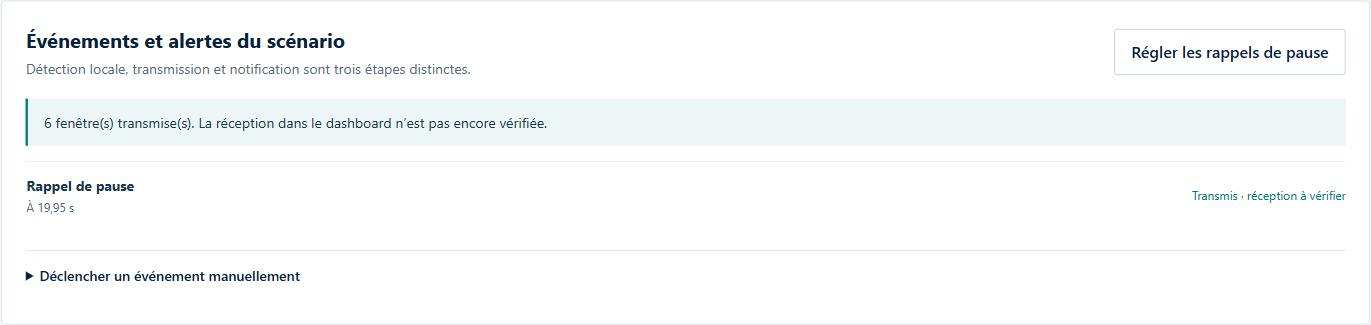 Événements et alertes du scénario
Régler les rappels de pause
Détection locale, transmission et notification sont trois étapes distinctes.
6 fenêtre(s) transmise(s). La réception dans le dashboard n’est pas encore vérifiée.
Rappel de pause
À 19,95 s
Transmis · réception à vérifier
Déclencher un événement manuellement